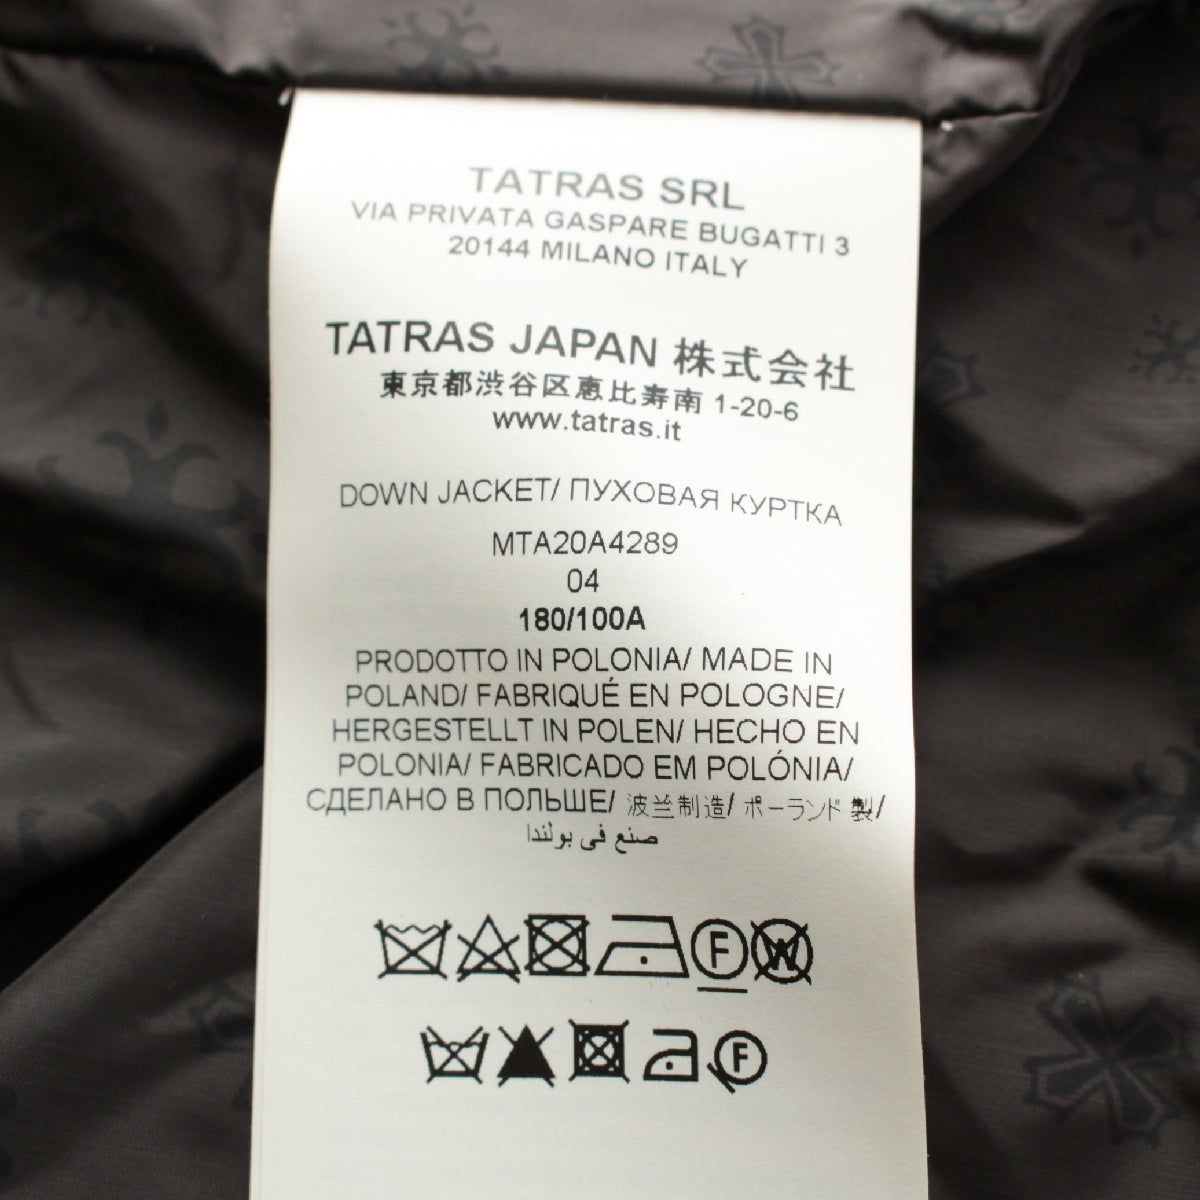 TATRAS SRL
VIA PRIVATA GASPARE BUGATTI 3
20144 MILANO ITALY
TATRAS JAPAN 株式会社
東京都渋谷区恵比寿南 1-20-6
www.tatras.it
DOWN JACKET/ ПУХОВАЯ КУРТКА
MTA20A4289
04
180/100A
PRODOTTO IN POLONIA/ MADE IN
POLAND/ FABRIQUÉ EN POLOGNE/
HERGESTELLT IN POLEN/ HECHO EN
POLONIA/ FABRICADO EM POLÓNIA/
СДЕЛАНО В ПОЛЬШЕ/ 波兰制造/ ポーランド 製/
صنع في بولندا
F W
F